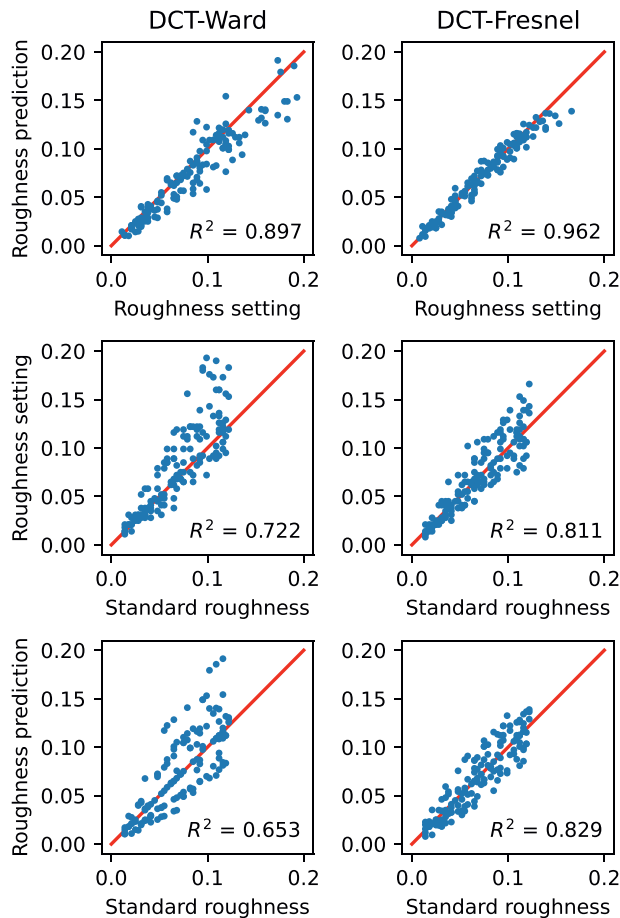 DCT-Ward
DCT-Fresnel
Roughness prediction
0.20
0.15
0.10
0.05
0.00
R² = 0.897
0.0 0.1 0.2
Roughness setting
0.20
0.15
0.10
0.05
0.00
R² = 0.962
0.0 0.1 0.2
Roughness setting
Roughness setting
0.20
0.15
0.10
0.05
0.00
R² = 0.722
0.0 0.1 0.2
Standard roughness
0.20
0.15
0.10
0.05
0.00
R² = 0.811
0.0 0.1 0.2
Standard roughness
Roughness prediction
0.20
0.15
0.10
0.05
0.00
R² = 0.653
0.0 0.1 0.2
Standard roughness
0.20
0.15
0.10
0.05
0.00
R² = 0.829
0.0 0.1 0.2
Standard roughness